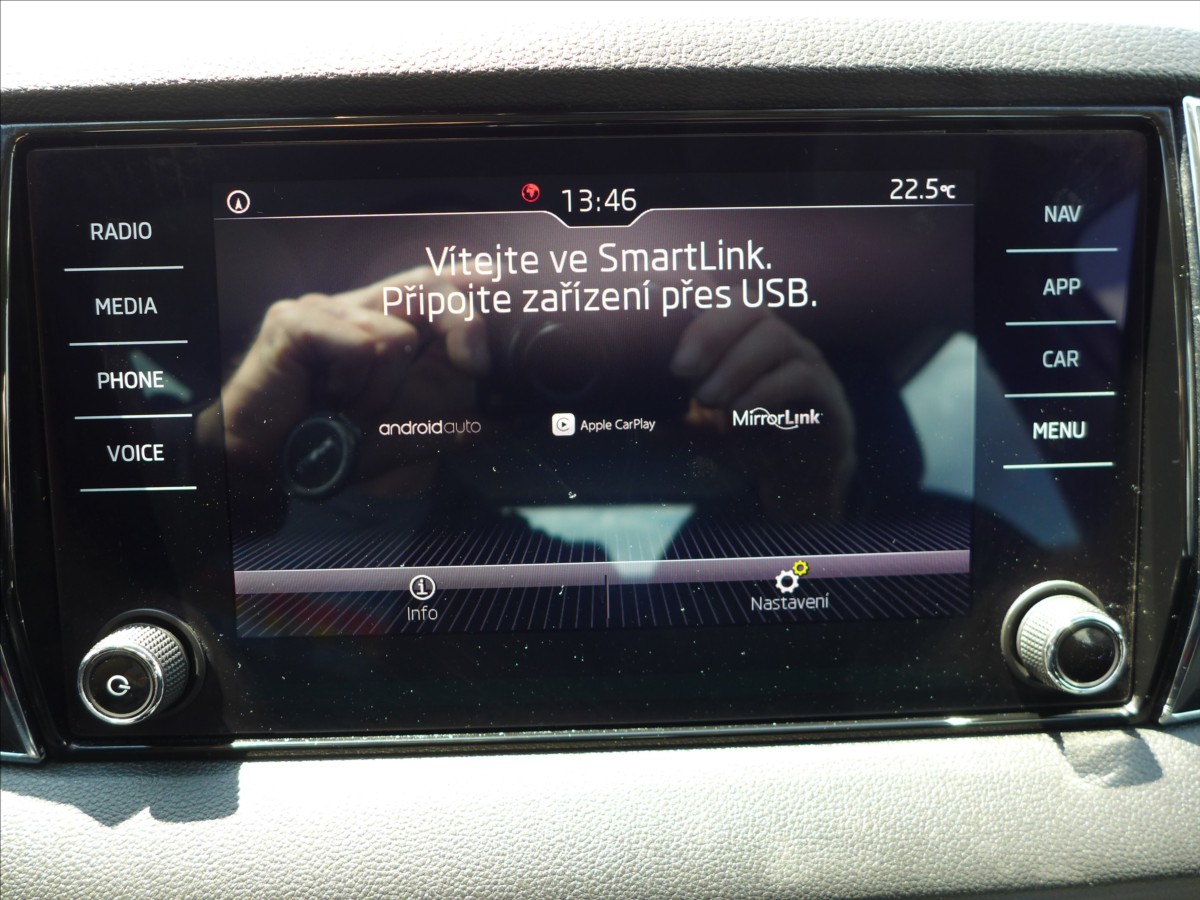 13:46
22.5°C
RADIO
MEDIA
PHONE
VOICE
Vítejte ve SmartLink.
Připojte zařízení přes USB.
androidauto
Apple CarPlay
MirrorLink
Info
Nastavení
NAV
APP
CAR
MENU